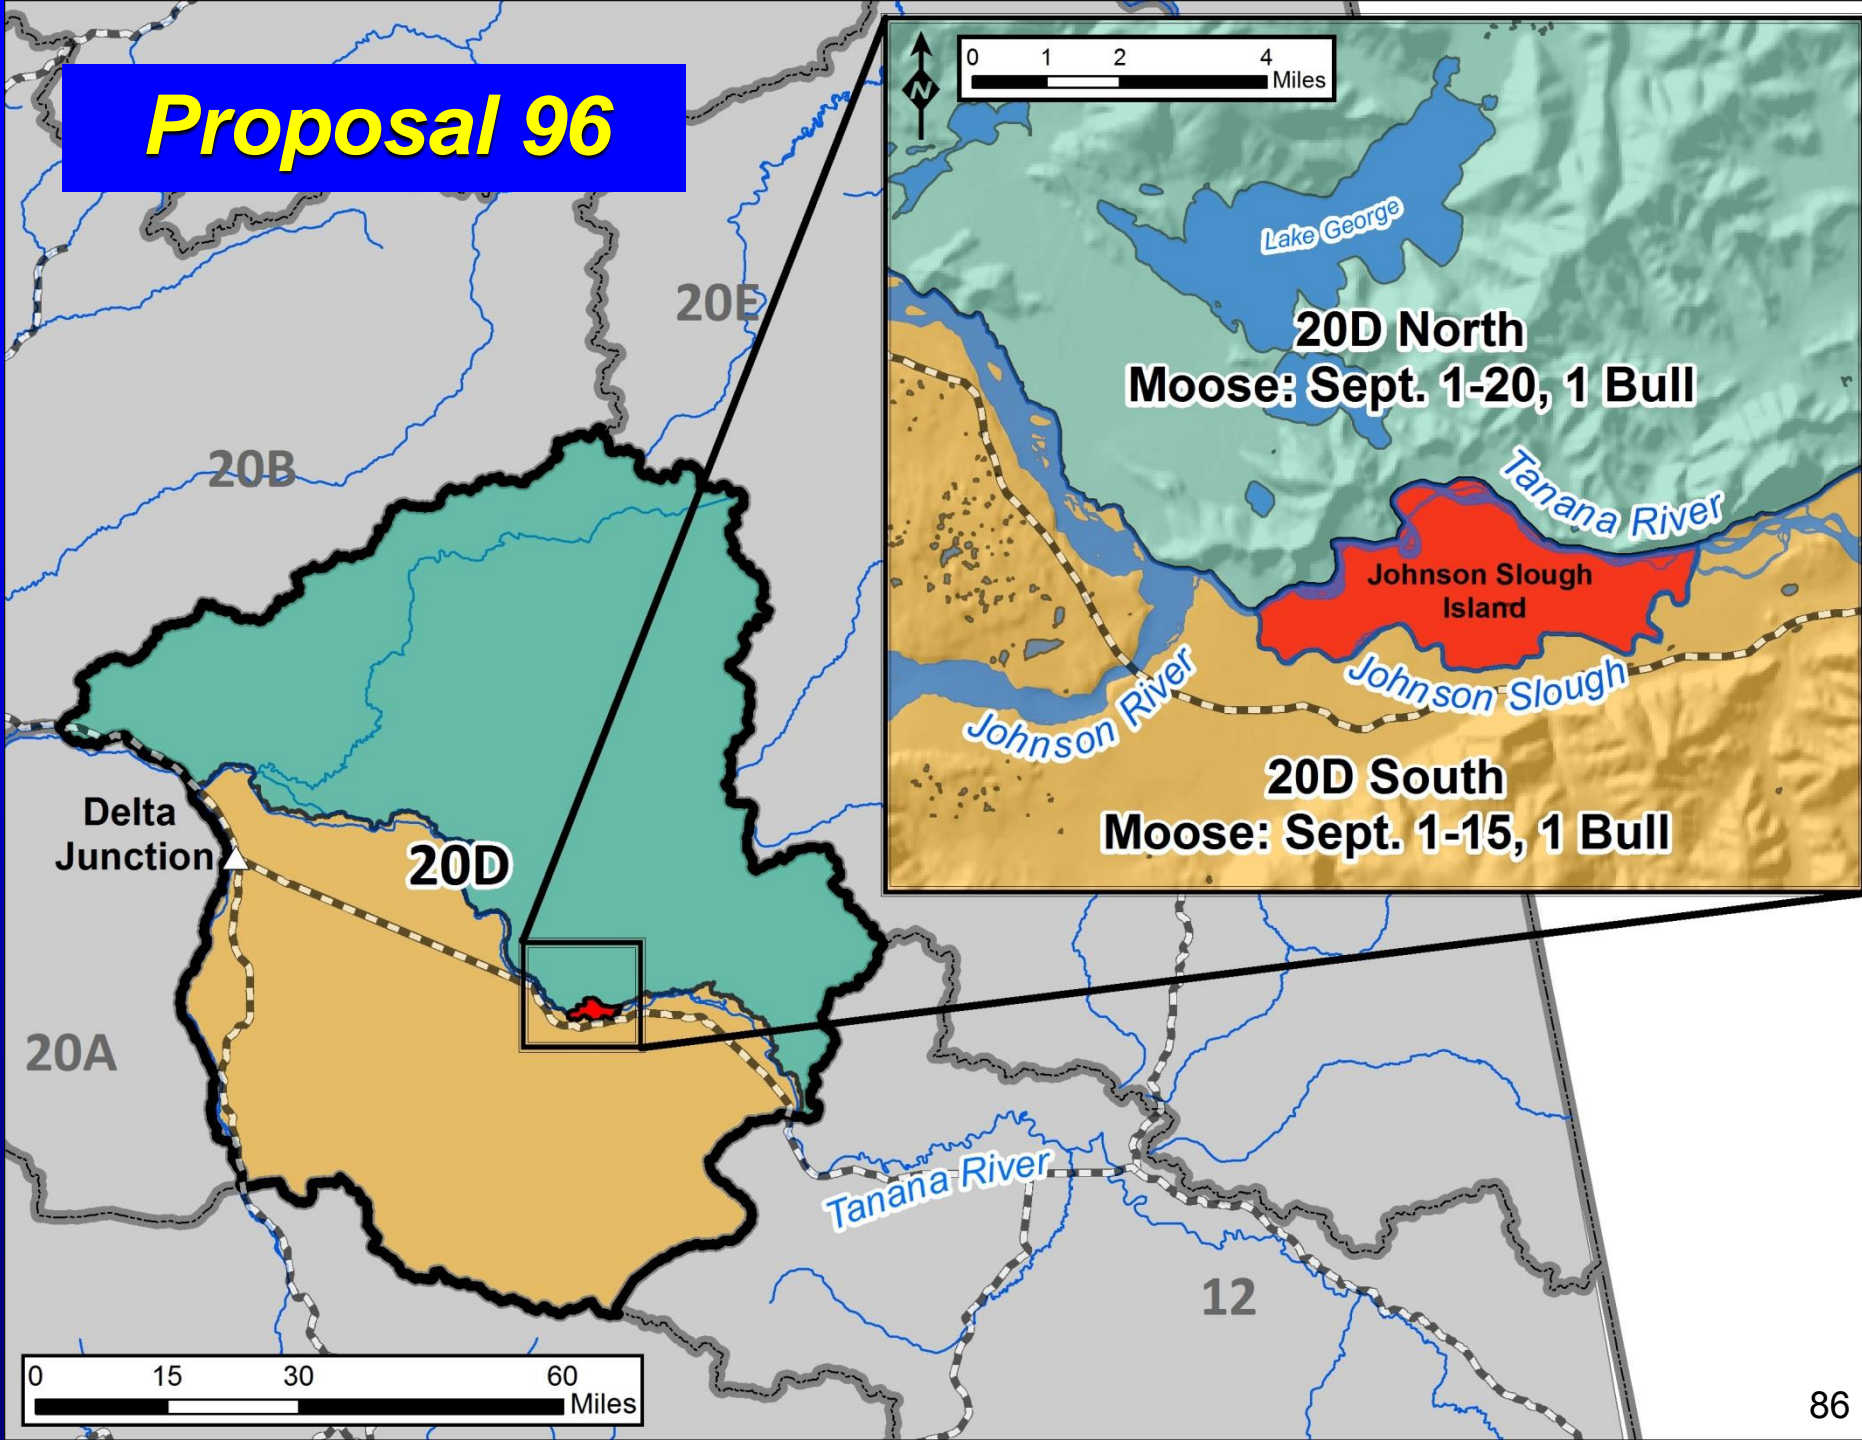 Proposal 96
0 1 2 4
Miles
N
Lake George
20E
20D North
Moose: Sept. 1-20, 1 Bull
20B
Tanana River
Johnson Slough
Island
Johnson Slough
Johnson River
20D South
Moose: Sept. 1-15, 1 Bull
Delta
Junction
20D
20A
Tanana River
12
0 15 30 60
Miles
86